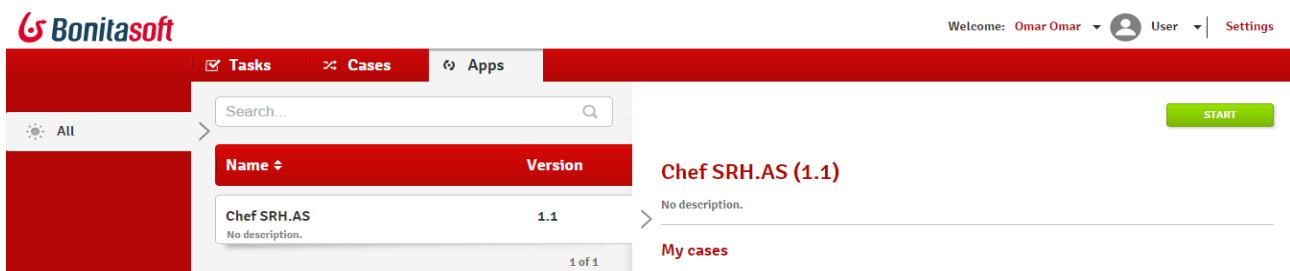 Bonitasoft
Welcome: Omar Omar User Settings
Tasks Cases Apps
Search...
All
START
Name Version
Chef SRH.AS (1.1)
No description.
Chef SRH.AS 1.1
No description.
1 of 1
My cases